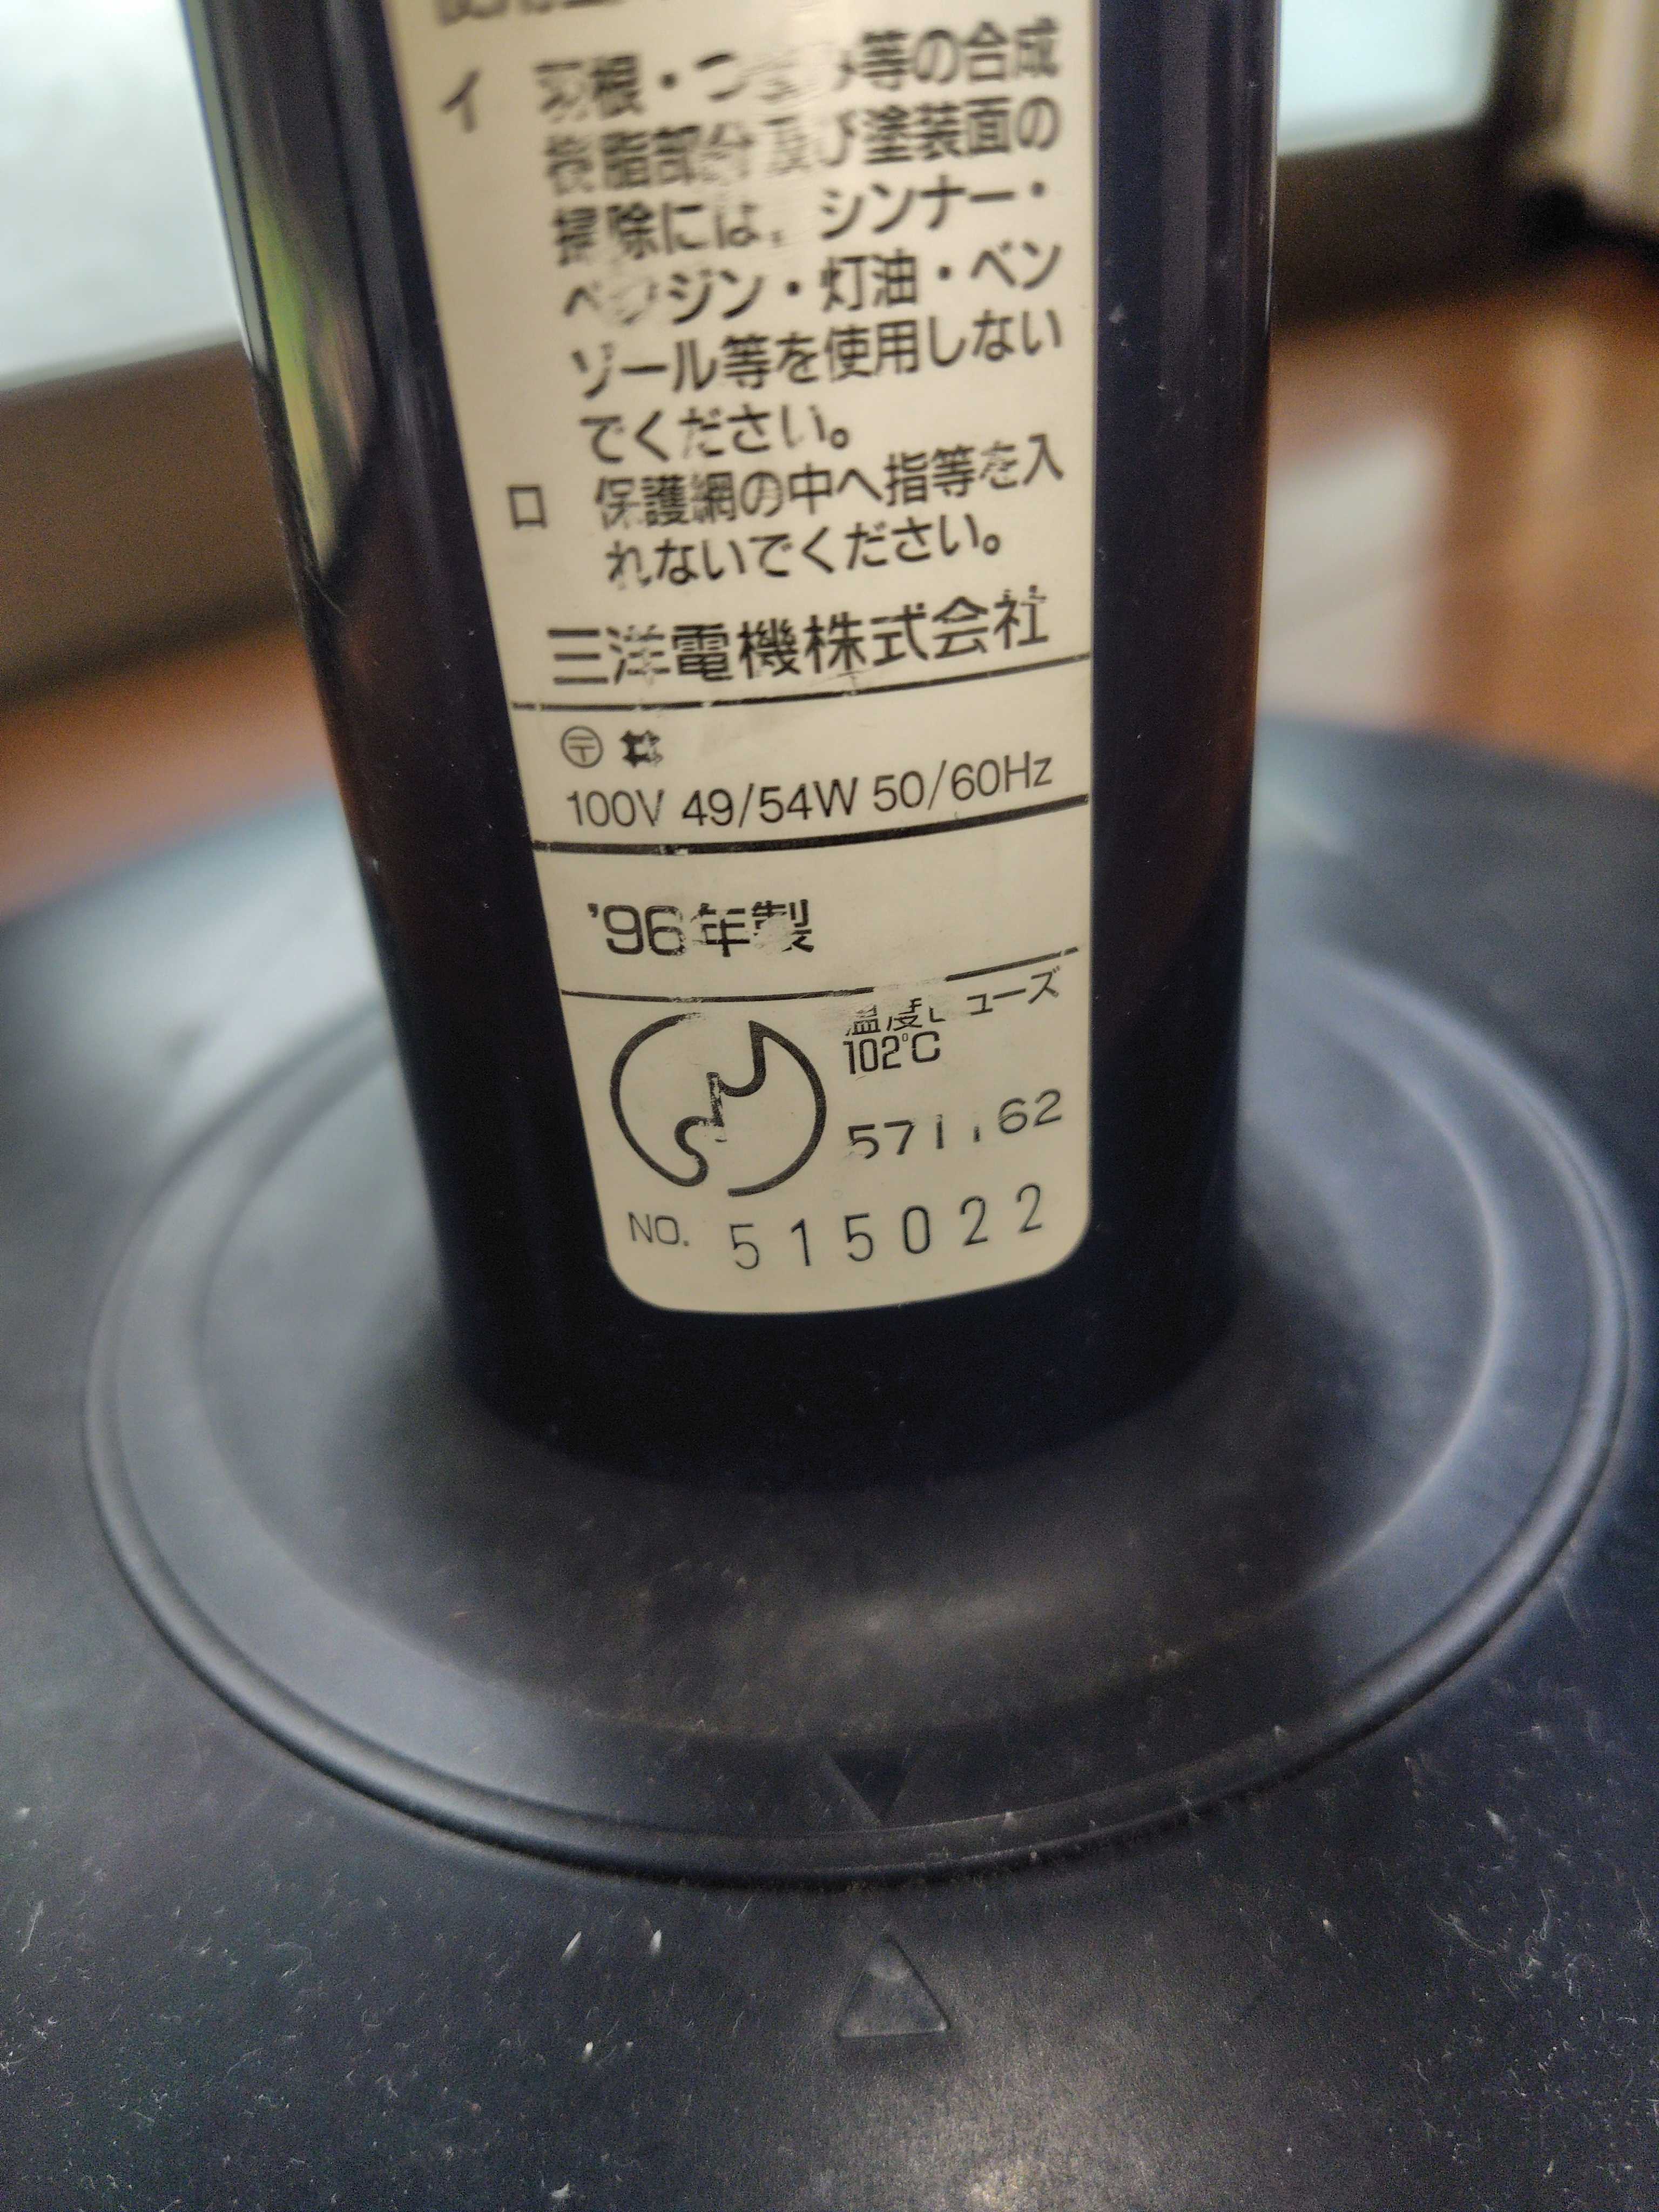 イ 羽根・つまみ等の合成
樹脂部分及び塗装面の
掃除には、シンナー・
ベンジン・灯油・ベン
ゾール等を使用しない
でください。
ロ 保護網の中へ指等を入
れないでください。
三洋電機株式会社
〒
100V 49/54W 50/60Hz
'96年製
温度ヒューズ
102℃
62
NO. 515022